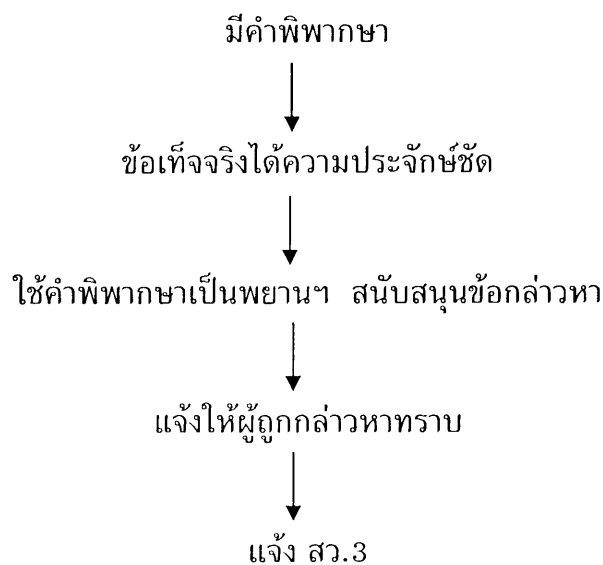 มีคำพิพากษา
ข้อเท็จจริงได้ความประจักษ์ชัด
ใช้คำพิพากษาเป็นพยานฯ สนับสนุนข้อกล่าวหา
แจ้งให้ผู้ถูกกล่าวหาทราบ
แจ้ง สว.3